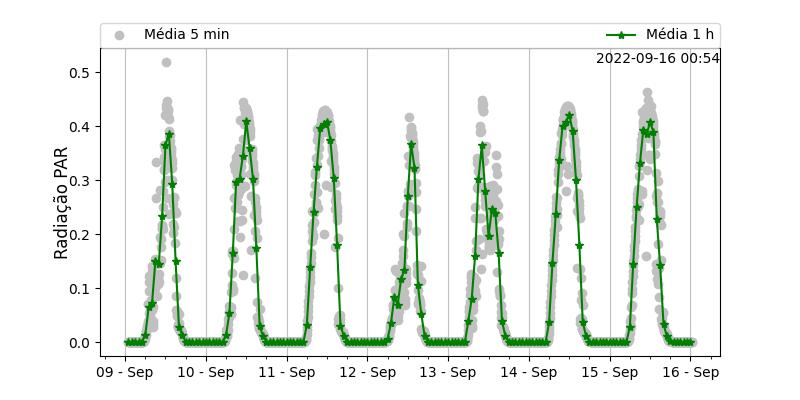 Média 5 min
Média 1 h
2022-09-16 00:54
Radiação PAR
0.5
0.4
0.3
0.2
0.1
0.0
09 - Sep
10 - Sep
11 - Sep
12 - Sep
13 - Sep
14 - Sep
15 - Sep
16 - Sep